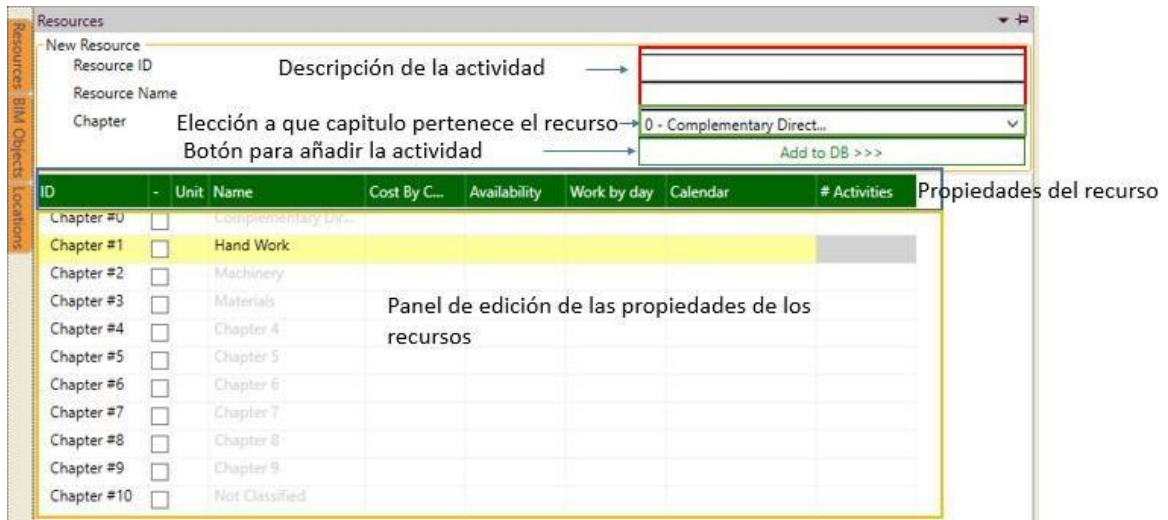 Resources
New Resource
Resource ID
Descripción de la actividad
Resource Name
Chapter
Elección a que capitulo pertenece el recurso
0 - Complementary Direct...
Botón para añadir la actividad
Add to DB >>>
Resources
BIM Objects
Locations
ID - Unit Name Cost By C... Availability Work by day Calendar # Activities
Propiedades del recurso
Chapter #0 Complementary Dir...
Chapter #1 Hand Work
Chapter #2 Machinery
Chapter #3 Materials
Chapter #4 Chapter 4
Chapter #5 Chapter 5
Chapter #6 Chapter 6
Chapter #7 Chapter 7
Chapter #8 Chapter 8
Chapter #9 Chapter 9
Chapter #10 Not Classified
Panel de edición de las propiedades de los
recursos